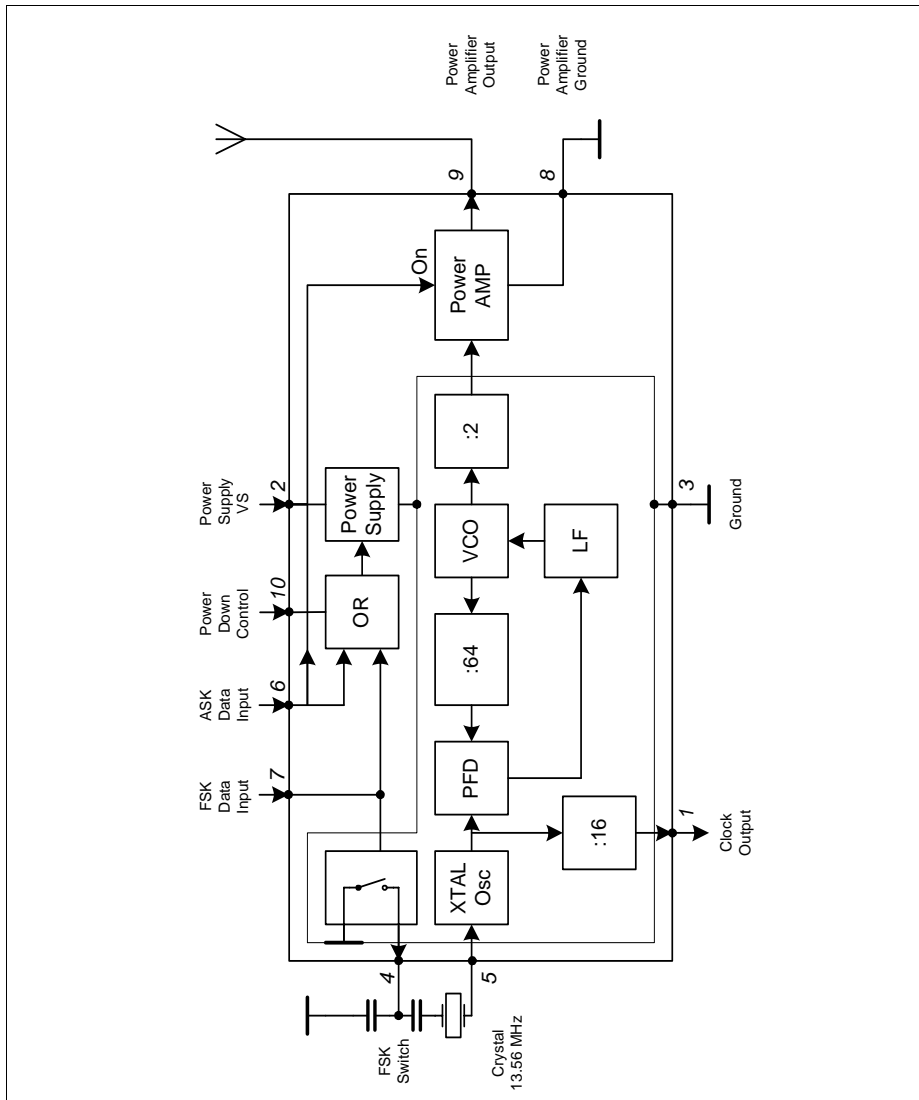 Power
Amplifier
Output
Power
Amplifier
Ground
9
8
On
Power
AMP
Power
Supply
VS
2
Power
Supply
:2
3
Ground
Power
Down
Control
10
OR
VCO
LF
ASK
Data
Input
6
:64
FSK
Data
Input
7
PFD
:16
1
Clock
Output
XTAL
Osc
4
5
FSK
Switch
Crystal
13.56 MHz